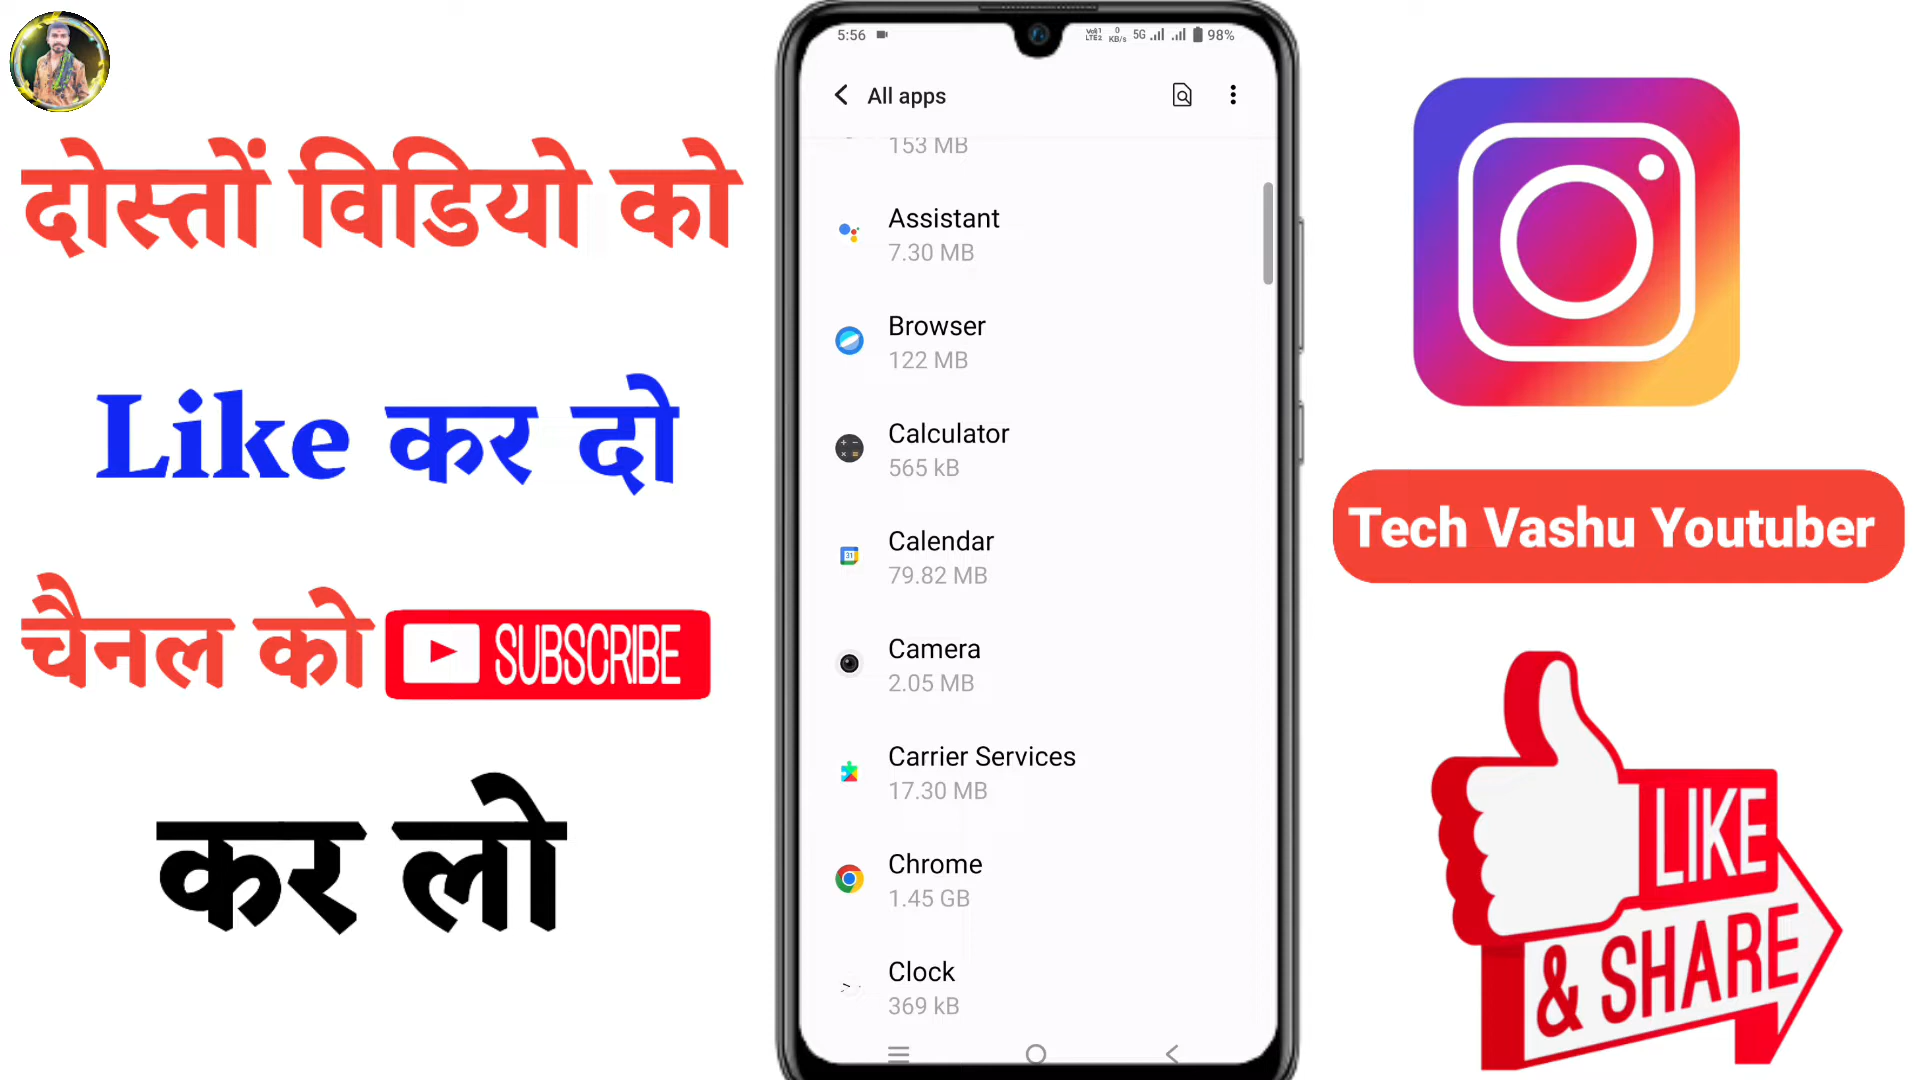 दोस्तों विडियो को
Like कर दो
चैनल को SUBSCRIBE
कर लो
5:56
5G
98%
All apps
153 MB
Assistant
7.30 MB
Browser
122 MB
Calculator
565 kB
Calendar
79.82 MB
Camera
2.05 MB
Carrier Services
17.30 MB
Chrome
1.45 GB
Clock
369 kB
Tech Vashu Youtuber
LIKE
& SHARE